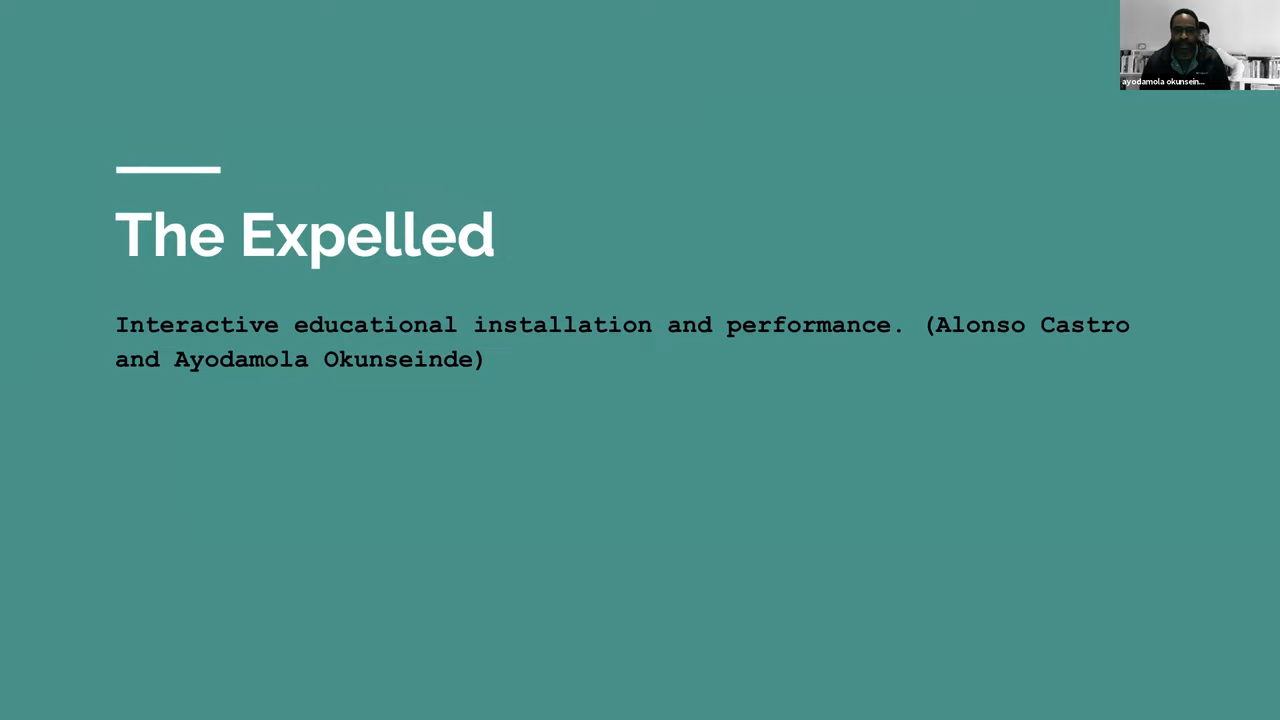 ayodamola okunsein...
The Expelled
Interactive educational installation and performance. (Alonso Castro
and Ayodamola Okunseinde)